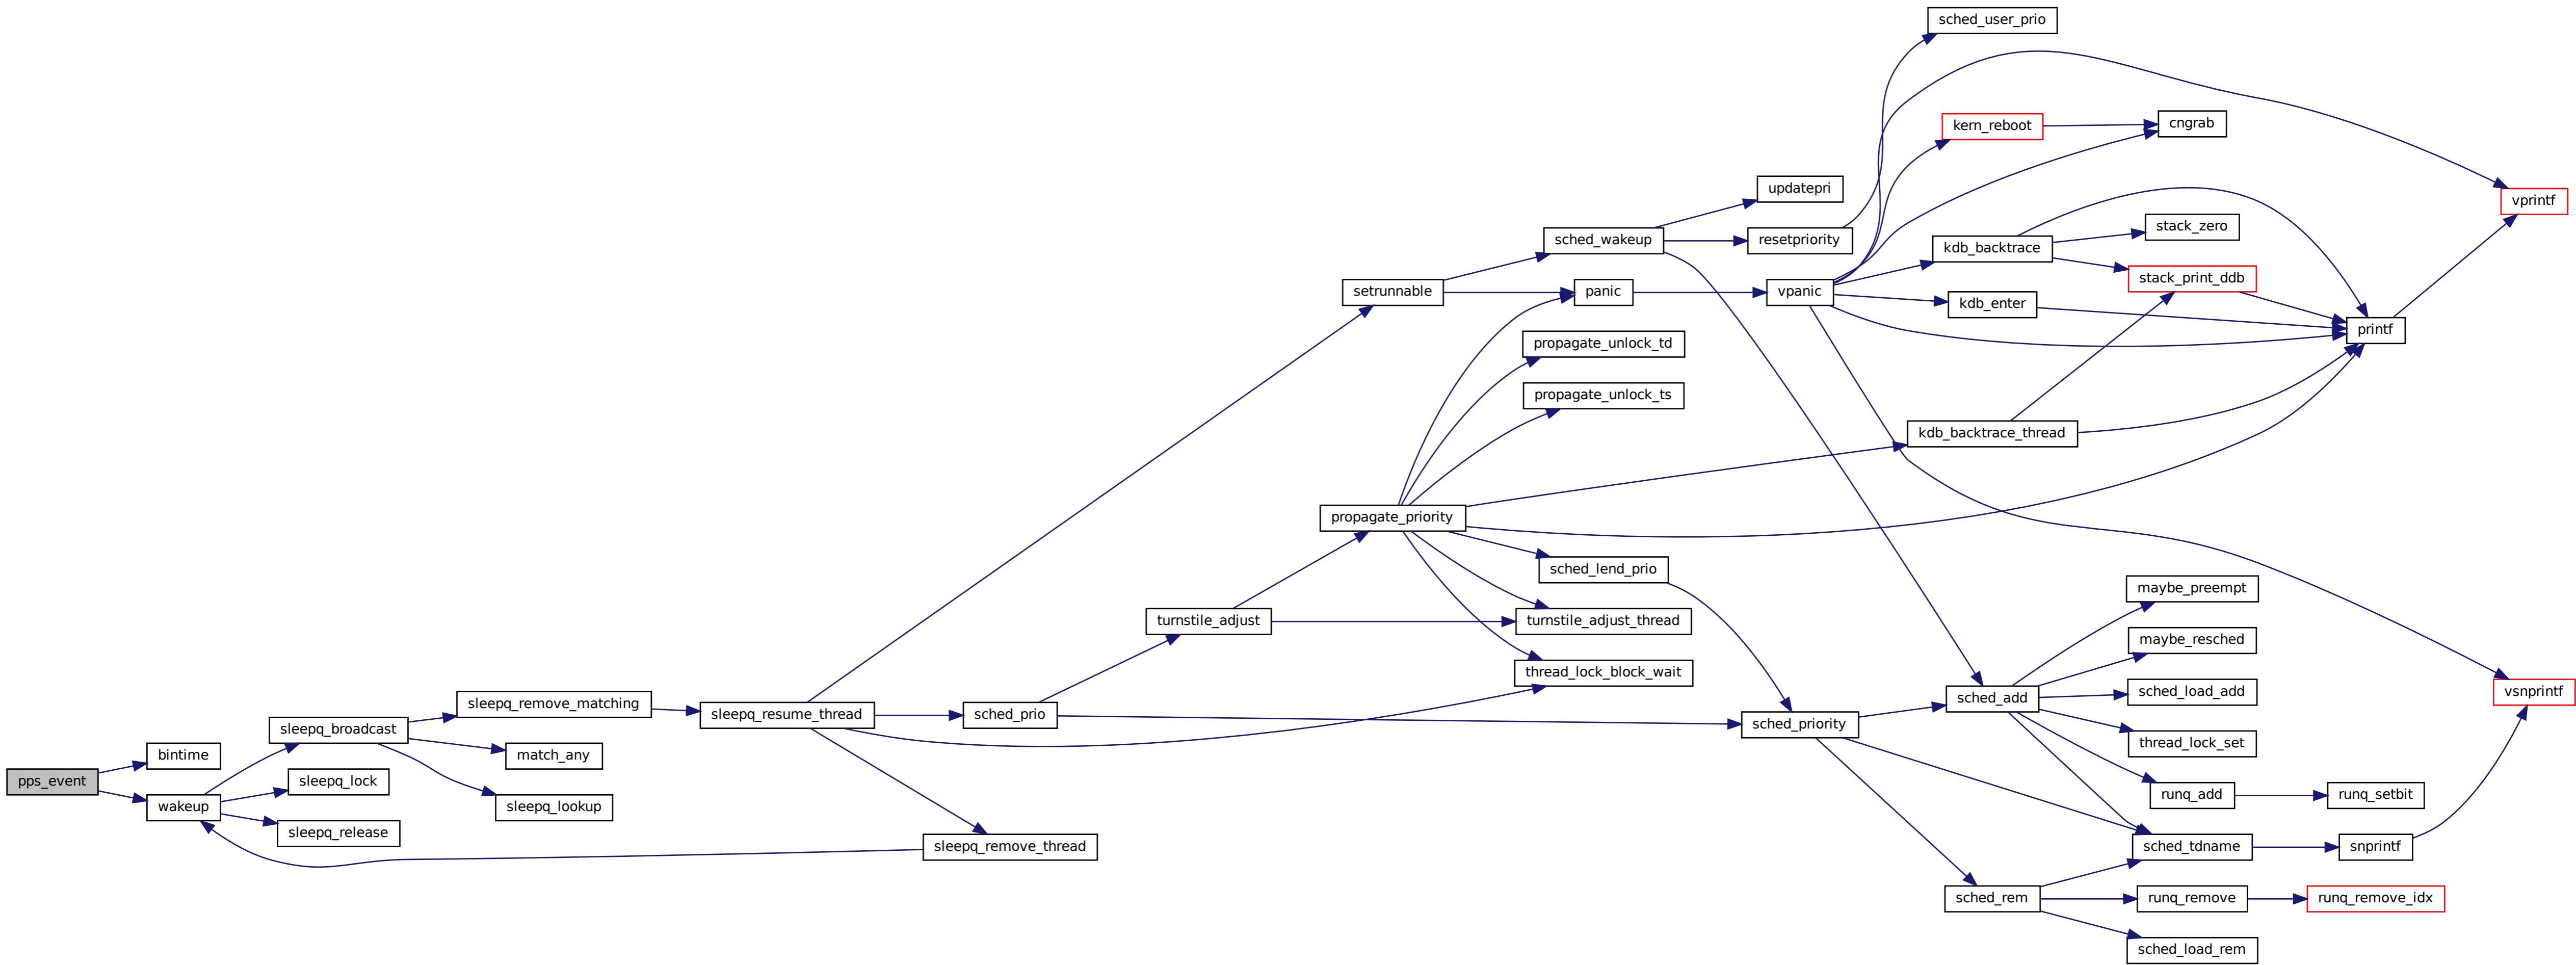 sched_user_prio
kern_reboot
cngrab
updatepri
vprintf
stack_zero
sched_wakeup
resetpriority
kdb_backtrace
stack_print_ddb
setrunnable
panic
vpanic
kdb_enter
printf
propagate_unlock_td
propagate_unlock_ts
kdb_backtrace_thread
propagate_priority
sched_lend_prio
maybe_preempt
turnstile_adjust
turnstile_adjust_thread
maybe_resched
thread_lock_block_wait
sched_load_add
vsnprintf
sched_add
sleepq_remove_matching
sleepq_resume_thread
sched_prio
sched_priority
sleepq_broadcast
thread_lock_set
bintime
match_any
pps_event
sleepq_lock
runq_add
runq_setbit
wakeup
sleepq_lookup
sleepq_release
sleepq_remove_thread
sched_tdname
snprintf
sched_rem
runq_remove
runq_remove_idx
sched_load_rem